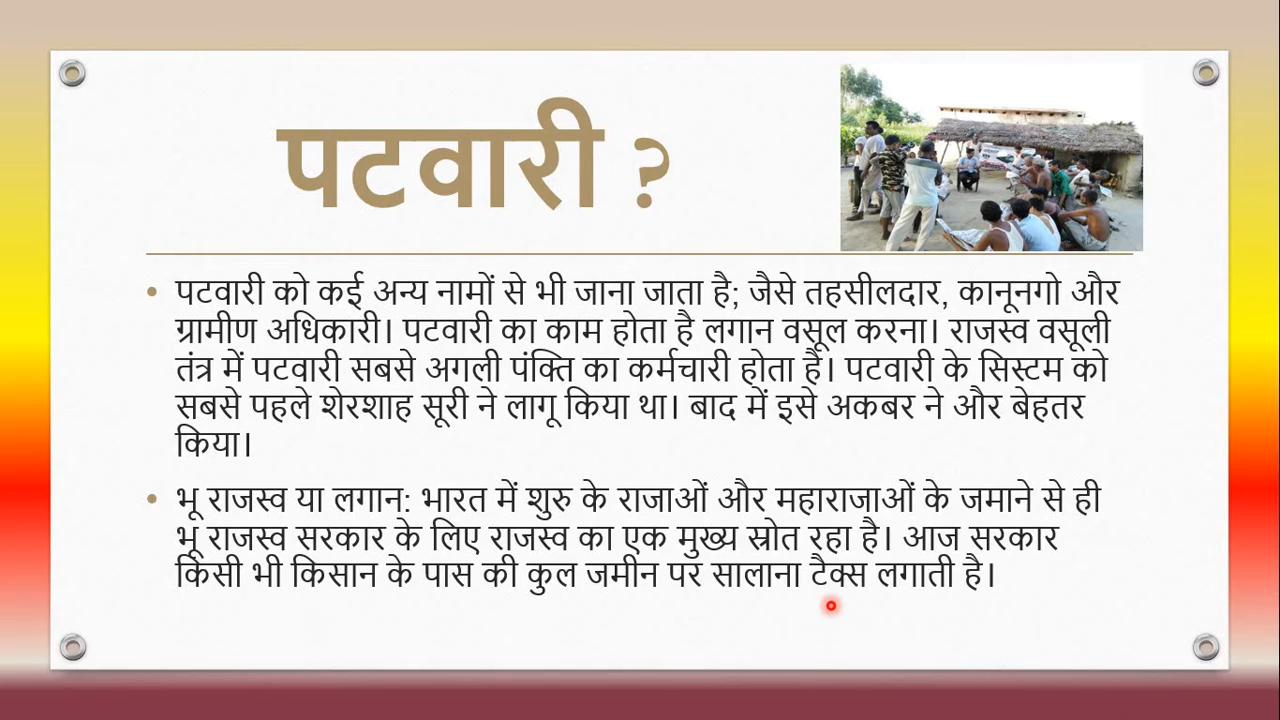 पटवारी ?
पटवारी को कई अन्य नामों से भी जाना जाता है; जैसे तहसीलदार, कानूनगो और
ग्रामीण अधिकारी। पटवारी का काम होता है लगान वसूल करना। राजस्व वसूली
तंत्र में पटवारी सबसे अगली पंक्ति का कर्मचारी होता है। पटवारी के सिस्टम को
सबसे पहले शेरशाह सूरी ने लागू किया था। बाद में इसे अकबर ने और बेहतर
किया।
भू राजस्व या लगान: भारत में शुरु के राजाओं और महाराजाओं के जमाने से ही
भू राजस्व सरकार के लिए राजस्व का एक मुख्य स्रोत रहा है। आज सरकार
किसी भी किसान के पास की कुल जमीन पर सालाना टैक्स लगाती है।